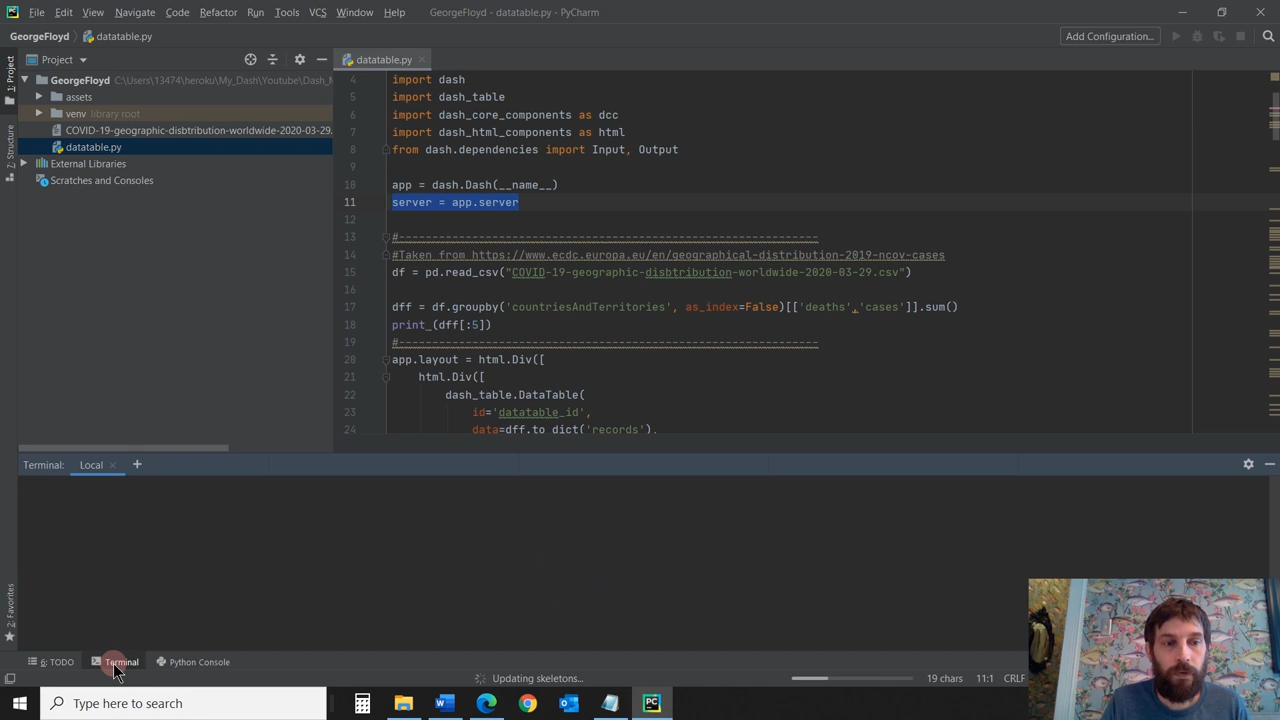 File Edit View Navigate Code Refactor Run Tools VCS Window Help GeorgeFloyd - datatable.py - PyCharm
GeorgeFloyd datatable.py Add Configuration...
1: Project
Project
datatable.py
GeorgeFloyd C:\Users\13474\heroku\My_Dash\Youtube\Dash_M
assets
venv library root
COVID-19-geographic-disbtribution-worldwide-2020-03-29.
datatable.py
External Libraries
Scratches and Consoles
7: Structure
4 import dash
5 import dash_table
6 import dash_core_components as dcc
7 import dash_html_components as html
8 from dash.dependencies import Input, Output
9
10 app = dash.Dash(__name__)
11 server = app.server
12
13 #---------------------------------------------------------------
14 #Taken from https://www.ecdc.europa.eu/en/geographical-distribution-2019-ncov-cases
15 df = pd.read_csv("COVID-19-geographic-disbtribution-worldwide-2020-03-29.csv")
16
17 dff = df.groupby('countriesAndTerritories', as_index=False)[['deaths','cases']].sum()
18 print_(dff[:5])
19 #---------------------------------------------------------------
20 app.layout = html.Div([
21 html.Div([
22 dash_table.DataTable(
23 id='datatable_id',
24 data=dff.to_dict('records'),
Terminal: Local +
2: Favorites
6: TODO Terminal Python Console
Updating skeletons... 19 chars 11:1 CRLF
Type here to search